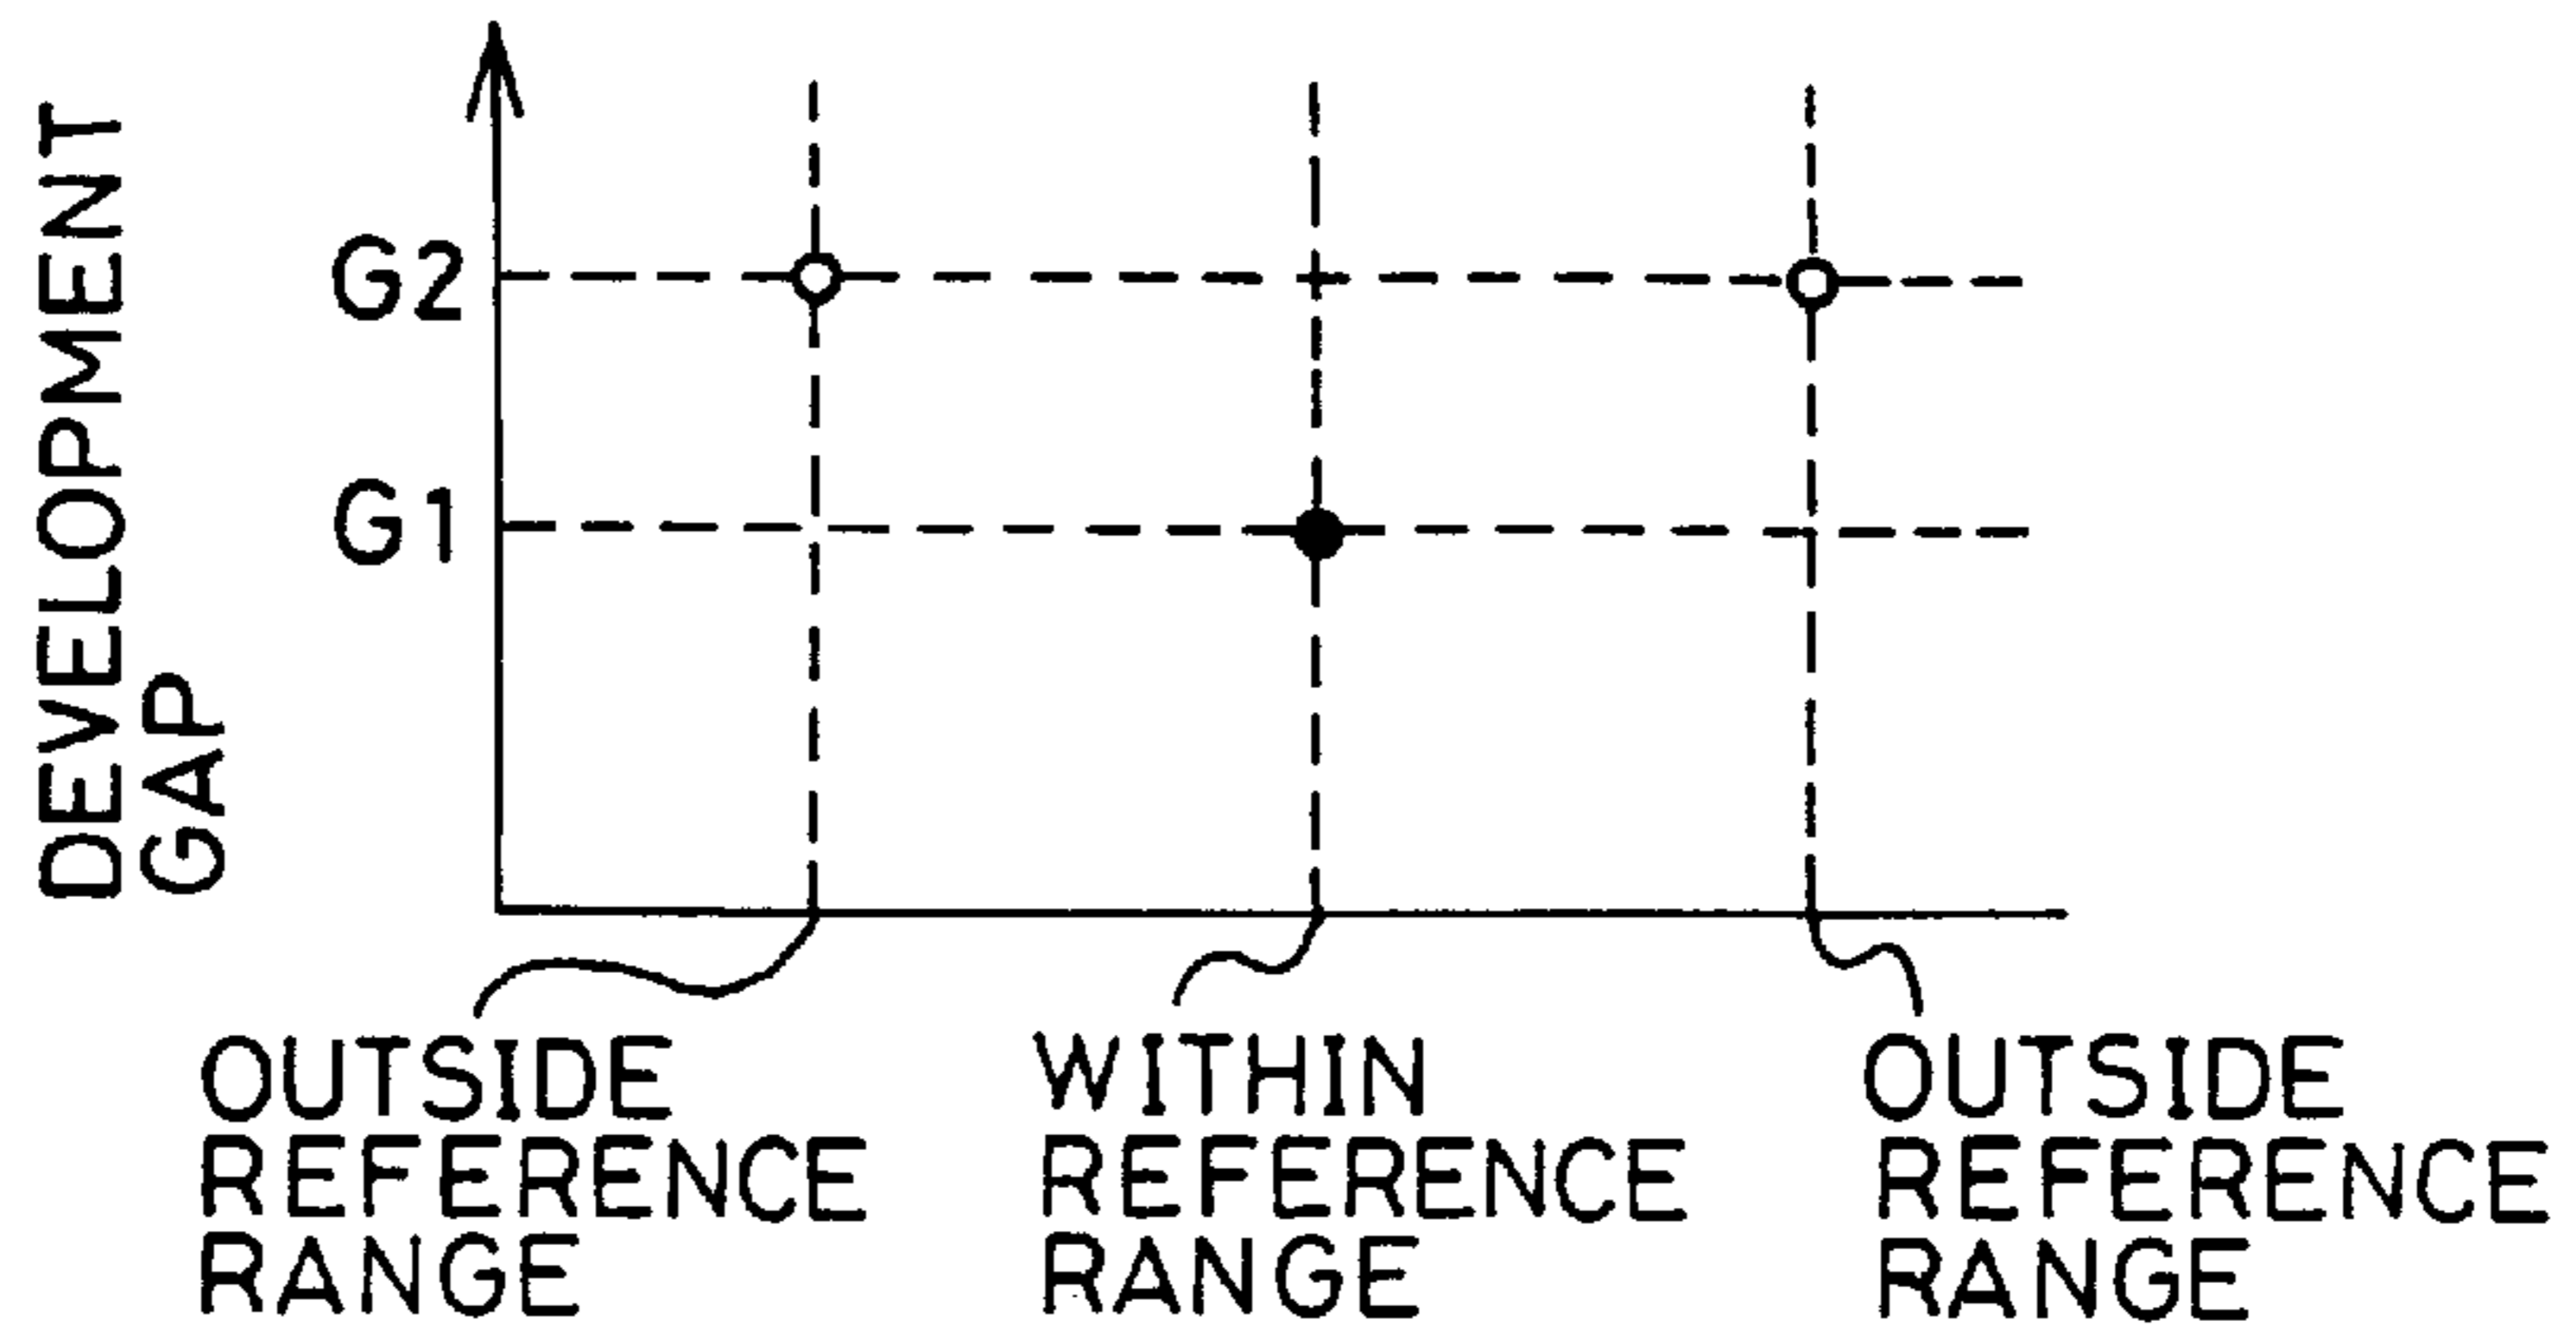 DEVELOPMENT
GAP
G2
G1
OUTSIDE
REFERENCE
RANGE
WITHIN
REFERENCE
RANGE
OUTSIDE
REFERENCE
RANGE